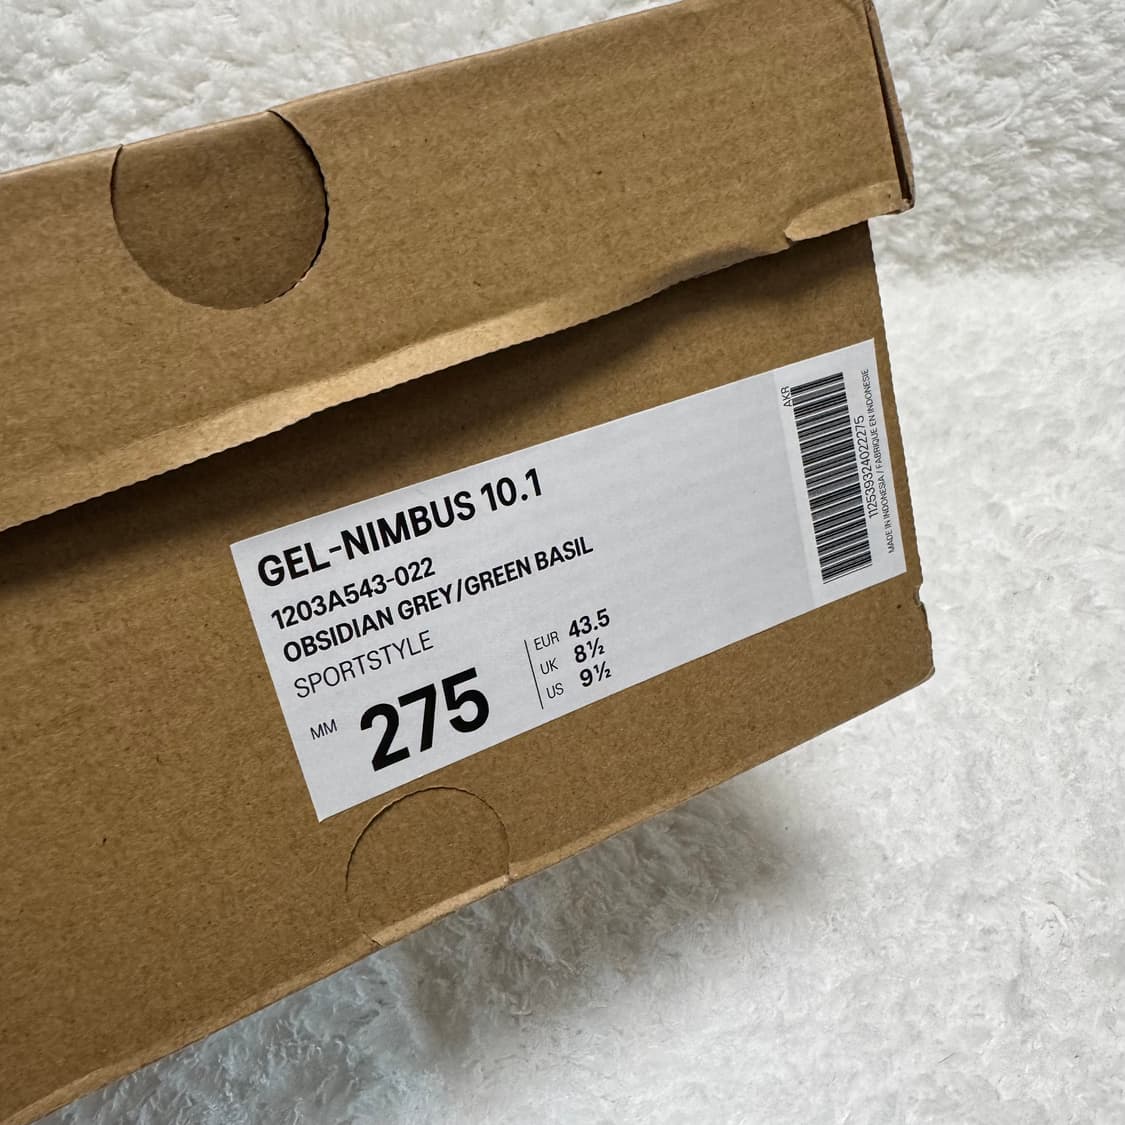 GEL-NIMBUS 10.1
1203A543-022
OBSIDIAN GREY/GREEN BASIL
SPORTSTYLE
MM 275
EUR 43.5
UK 8½
US 9½
AKR
112539324022275
MADE IN INDONESIA / FABRIQUE EN INDONESIE